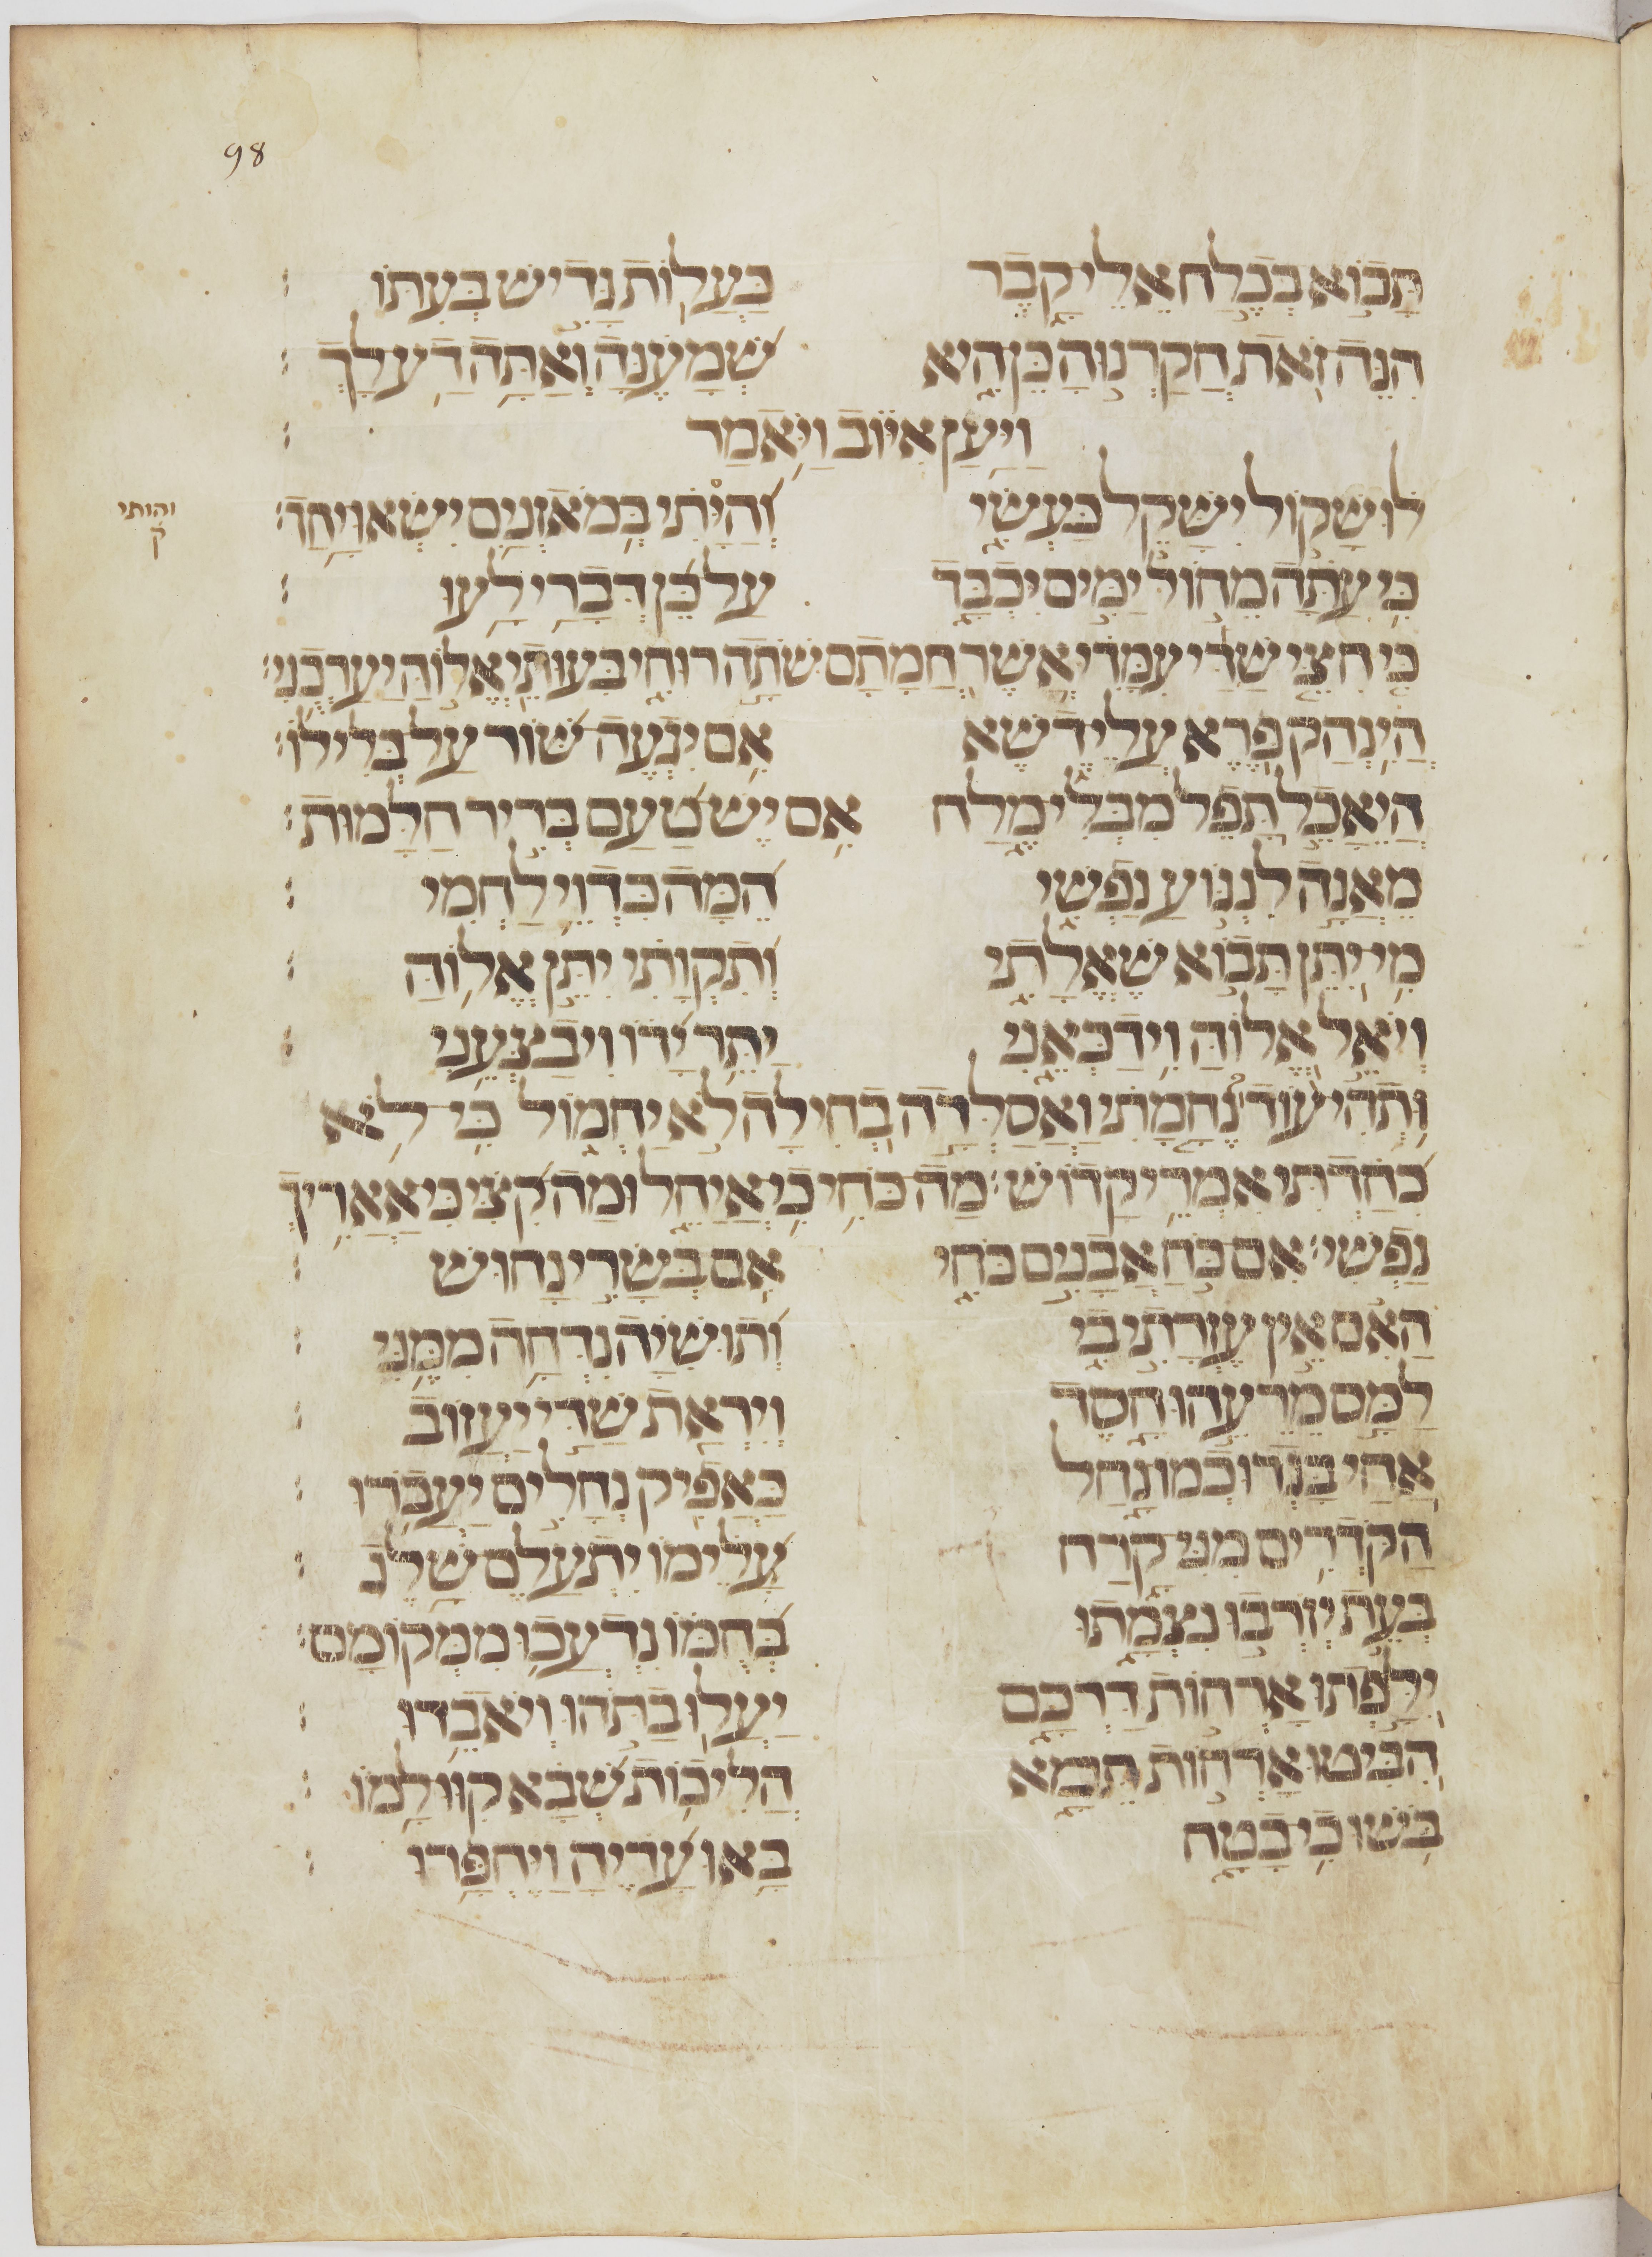 98
תָּבוֹא בְכֶלַח אֱלֵי קָבֶר כַּעֲלוֹת גָּדִישׁ בְּעִתּוֹ׃
הִנֵּה זֹאת חֲקַרְנוּהָ כֶּן הִיא שְׁמָעֶנָּה וְאַתָּה דַע לָךְ׃
וַיַּעַן אִיּוֹב וַיֹּאמַר׃
לוּ שָׁקוֹל יִשָּׁקֵל כַּעְשִׂי וְהַיָּתִי בְּמֹאזְנַיִם יִשְׂאוּ יָחַד׃
והותי
ק
כִּי עַתָּה מֵחוֹל יַמִּים יִכְבָּד עַל כֵּן דְּבָרַי לָעוּ׃
כִּי חִצֵּי שַׁדַּי עִמָּדִי אֲשֶׁר חֲמָתָם שֹׁתָה רוּחִי בִּעוּתֵי אֱלוֹהַּ יַעַרְכֻנִי׃
הֲיִנְהַק פֶּרֶא עֲלֵי דֶשֶׁא אִם יִגְעֶה שּׁוֹר עַל בְּלִילוֹ׃
הֲיֵאָכֵל תָּפֵל מִבְּלִי מֶלַח אִם יֶשׁ טַעַם בְּרִיר חַלָּמוּת׃
מֵאֲנָה לִנְגּוֹעַ נַפְשִׁי הֵמָּה כִּדְוֵי לַחְמִי׃
מִי יִתֵּן תָּבוֹא שֶׁאֱלָתִי וְתִקְוָתִי יִתֵּן אֱלוֹהַּ׃
וְיֹאֵל אֱלוֹהַּ וִידַכְּאֵנִי יַתֵּר יָדוֹ וִיבַצְּעֵנִי׃
וּתְהִי עוֹד נֶחָמָתִי וַאֲסַלְּדָה בְחִילָה לֹא יַחְמוֹל כִּי לֹא
כִחַדְתִּי אִמְרֵי קָדוֹשׁ׃ מַה כֹּחִי כִי אֲיַחֵל וּמַה קִּצִּי כִּי אַאֲרִיךְ
נַפְשִׁי׃ אִם כֹּחַ אֲבָנִים כֹּחִי אִם בְּשָׂרִי נָחוּשׁ׃
הַאִם אֵין עֶזְרָתִי בִי וְתוּשִׁיָּה נִדְּחָה מִמֶּנִּי׃
לַמָּס מֵרֵעֵהוּ חָסֶד וְיִרְאַת שַׁדַּי יַעֲזוֹב׃
אַחַי בָּגְדוּ כְמוֹ נָחַל כַּאֲפִיק נְחָלִים יַעֲבֹרוּ׃
הַקֹּדְרִים מִנִּי קָרַח עָלֵימוֹ יִתְעַלֶּם שָׁלֶג׃
בְּעֵת יְזֹרְבוּ נִצְמָתוּ בְּחֻמּוֹ נִדְעֲכוּ מִמְּקוֹמָם׃
יִלָּפְתוּ אָרְחוֹת דַּרְכָּם יַעֲלוּ בַתֹּהוּ וְיֹאבֵדוּ׃
הִבִּיטוּ אָרְחוֹת תֵּמָא הֲלִיכֹת שְׁבָא קִוּוּ לָמוֹ׃
בֹּשׁוּ כִּי בָטָח בָּאוּ עָדֶיהָ וַיֶּחְפָּרוּ׃